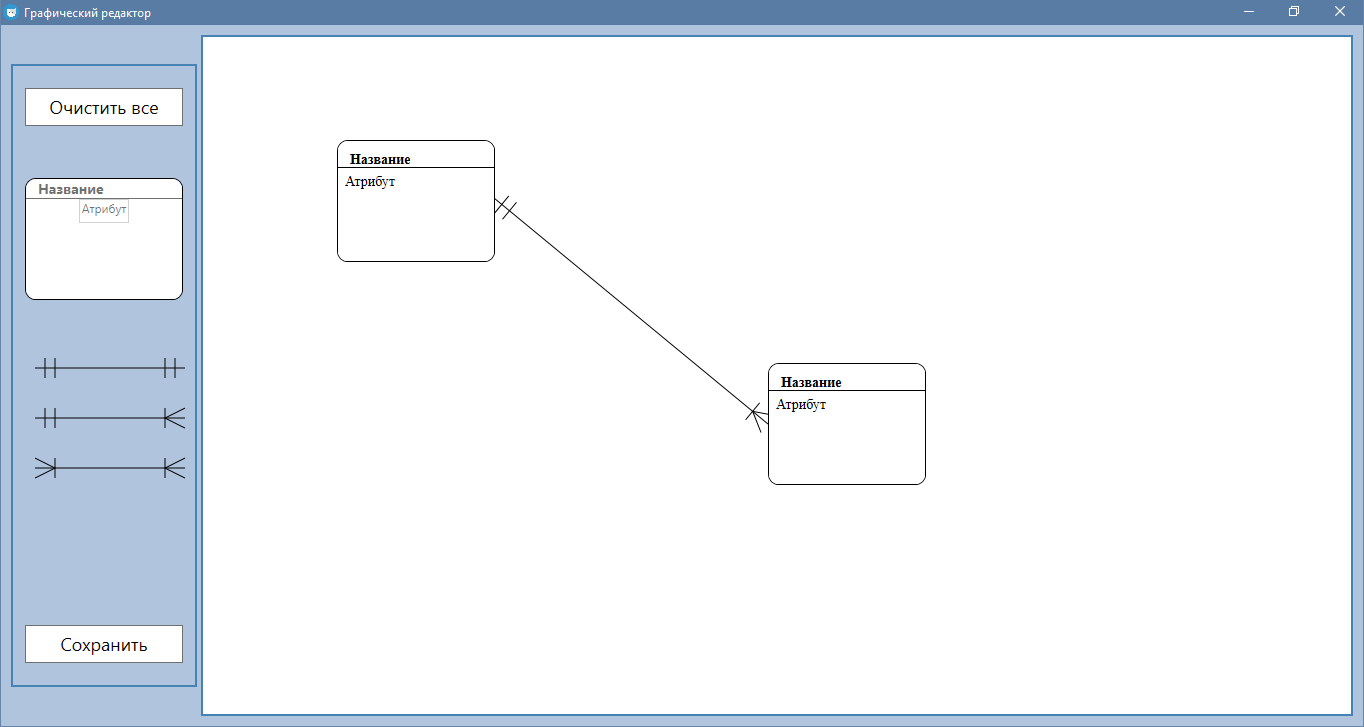 Графический редактор
Очистить все
Название
Атрибут
Сохранить
Название
Атрибут
Название
Атрибут